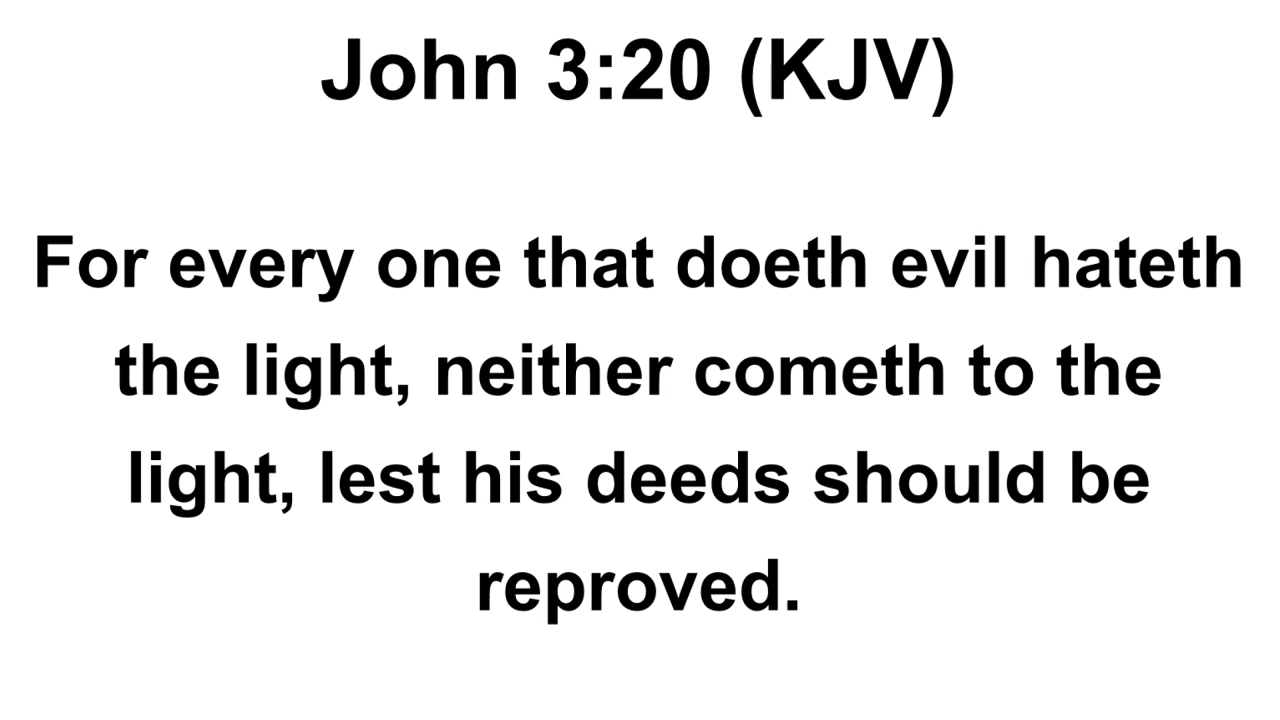 John 3:20 (KJV)
For every one that doeth evil hateth
the light, neither cometh to the
light, lest his deeds should be
reproved.